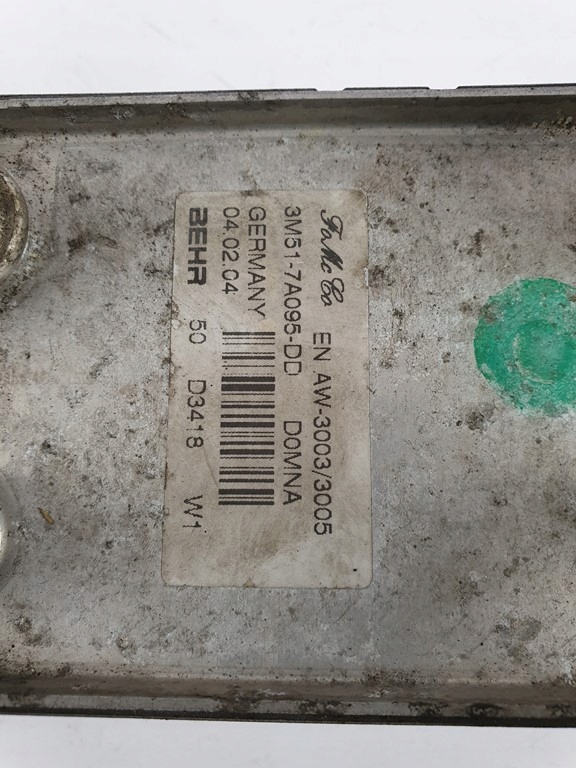 FoMoCo EN AW-3003/3005
3M51-7A095-DD D0MNA
GERMANY
04.02.04
BEHR 50 D3418 W1